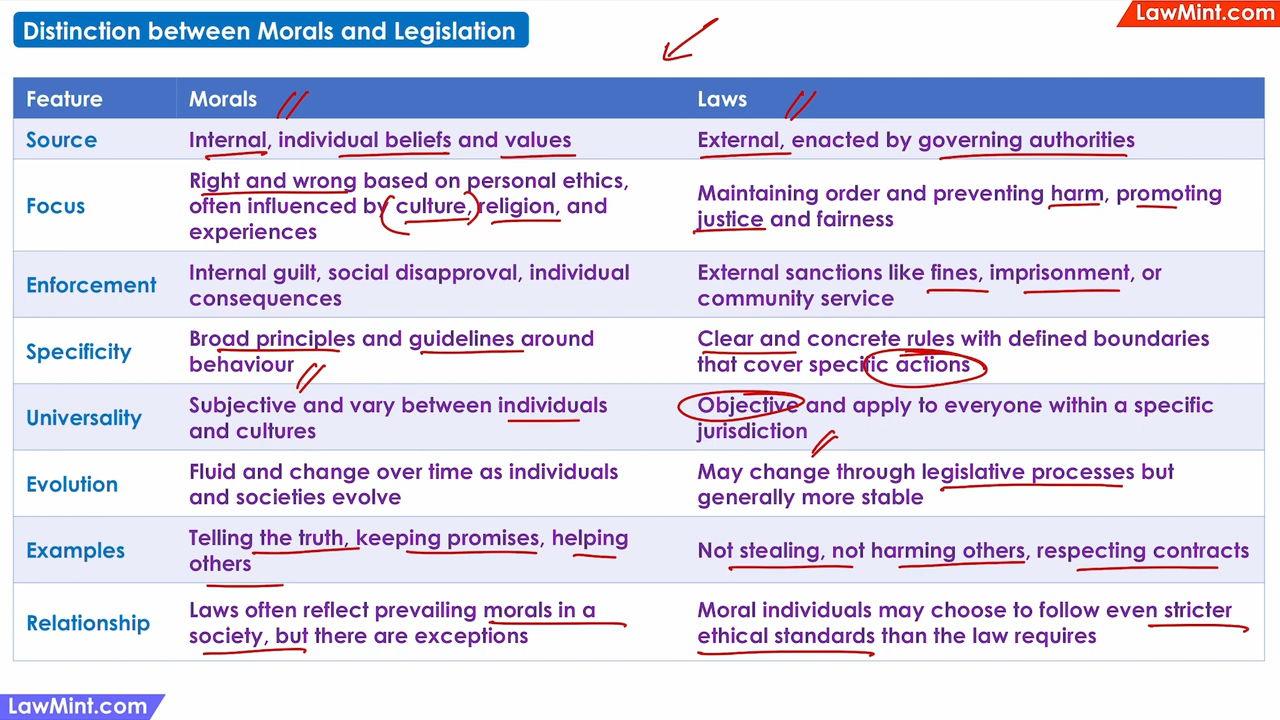 Distinction between Morals and Legislation
LawMint.com
Feature
Morals
Laws
Source
Internal, individual beliefs and values
External, enacted by governing authorities
Focus
Right and wrong based on personal ethics,
often influenced by culture, religion, and
experiences
Maintaining order and preventing harm, promoting
justice and fairness
Enforcement
Internal guilt, social disapproval, individual
consequences
External sanctions like fines, imprisonment, or
community service
Specificity
Broad principles and guidelines around
behaviour
Clear and concrete rules with defined boundaries
that cover specific actions
Universality
Subjective and vary between individuals
and cultures
Objective and apply to everyone within a specific
jurisdiction
Evolution
Fluid and change over time as individuals
and societies evolve
May change through legislative processes but
generally more stable
Examples
Telling the truth, keeping promises, helping
others
Not stealing, not harming others, respecting contracts
Relationship
Laws often reflect prevailing morals in a
society, but there are exceptions
Moral individuals may choose to follow even stricter
ethical standards than the law requires
LawMint.com